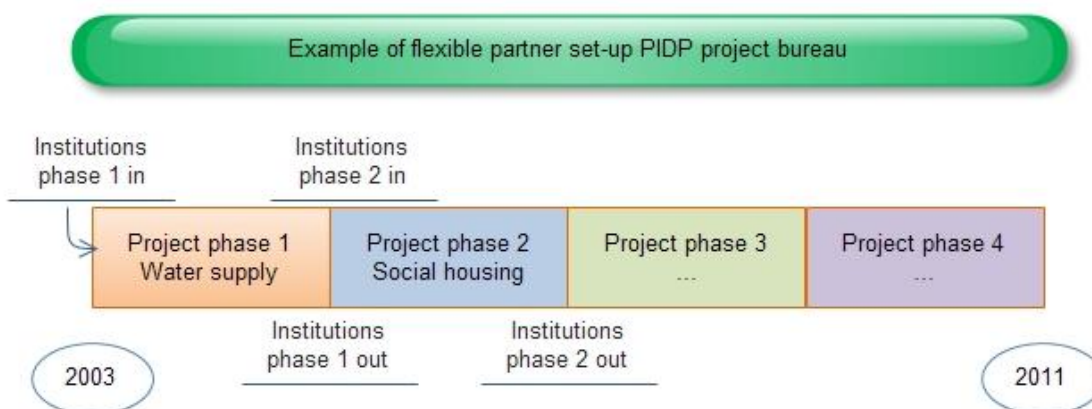 Example of flexible partner set-up PIDP project bureau
Institutions
phase 1 in
Institutions
phase 2 in
Project phase 1
Water supply
Project phase 2
Social housing
Project phase 3
...
Project phase 4
...
Institutions
phase 1 out
Institutions
phase 2 out
2003
2011